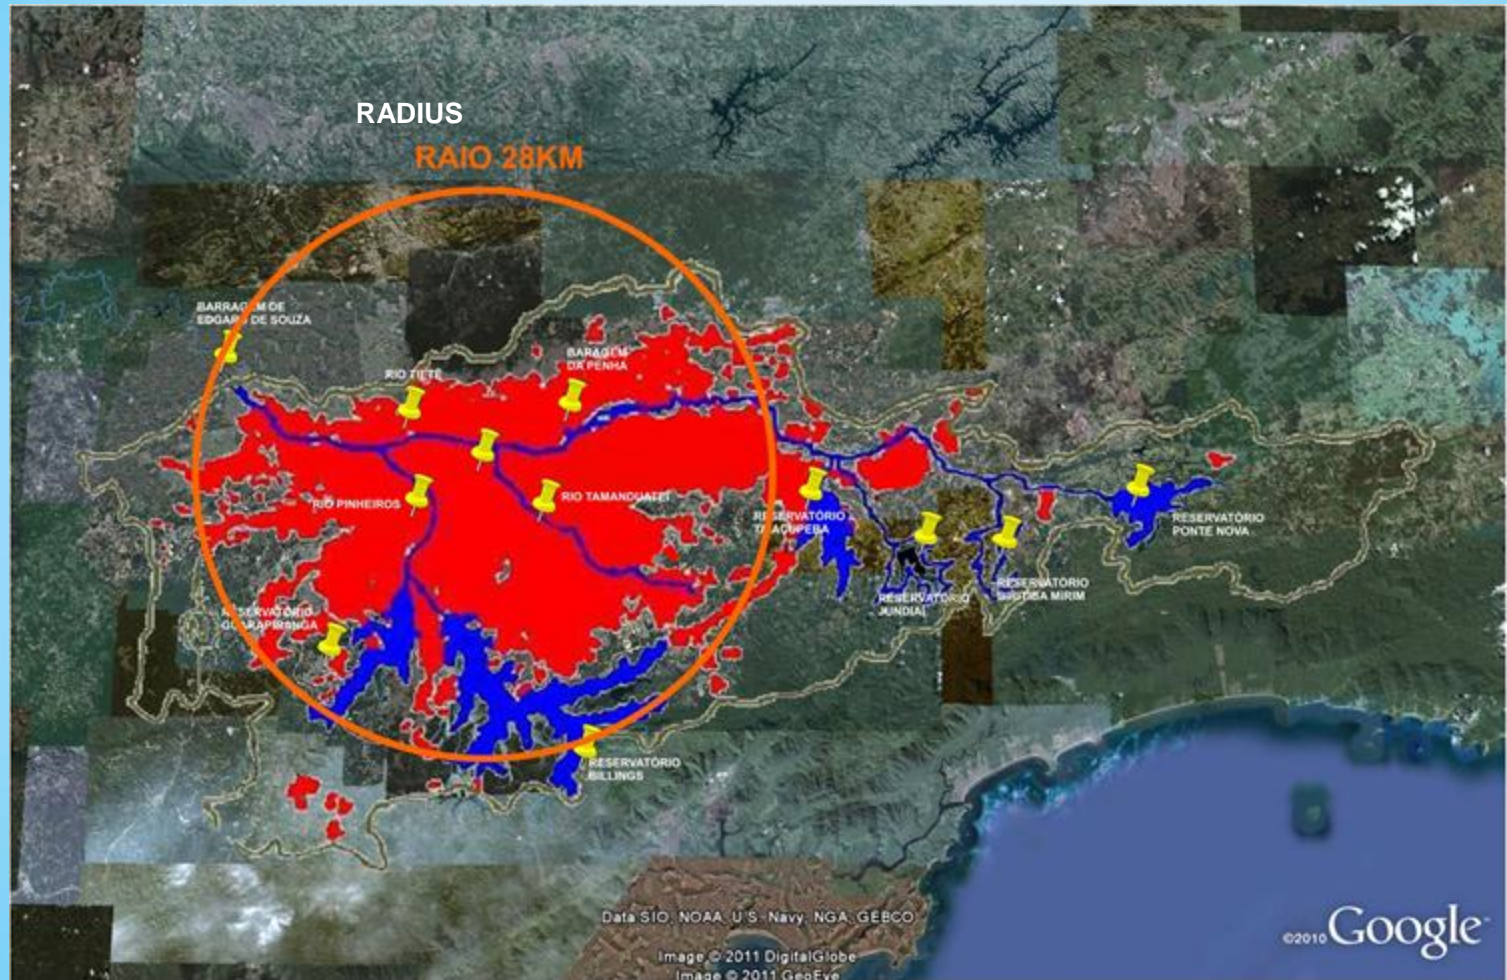 RADIUS
RAIO 28KM
BARRAGEM DE
EDGARD DE SOUZA
BARAGEM
DA PENHA
RIO TIETÊ
RIO PINHEIROS
RIO TAMANDUATEÍ
RESERVATÓRIO
TAIAÇUPEBA
RESERVATÓRIO
PONTE NOVA
RESERVATÓRIO
BIRITIBA MIRIM
RESERVATÓRIO
JUNDIAÍ
RESERVATÓRIO
GUARAPIRANGA
RESERVATÓRIO
BILLINGS
Data SIO, NOAA, U.S. Navy, NGA, GEBCO
Image © 2011 DigitalGlobe
Image © 2011 GeoEye
©2010 Google